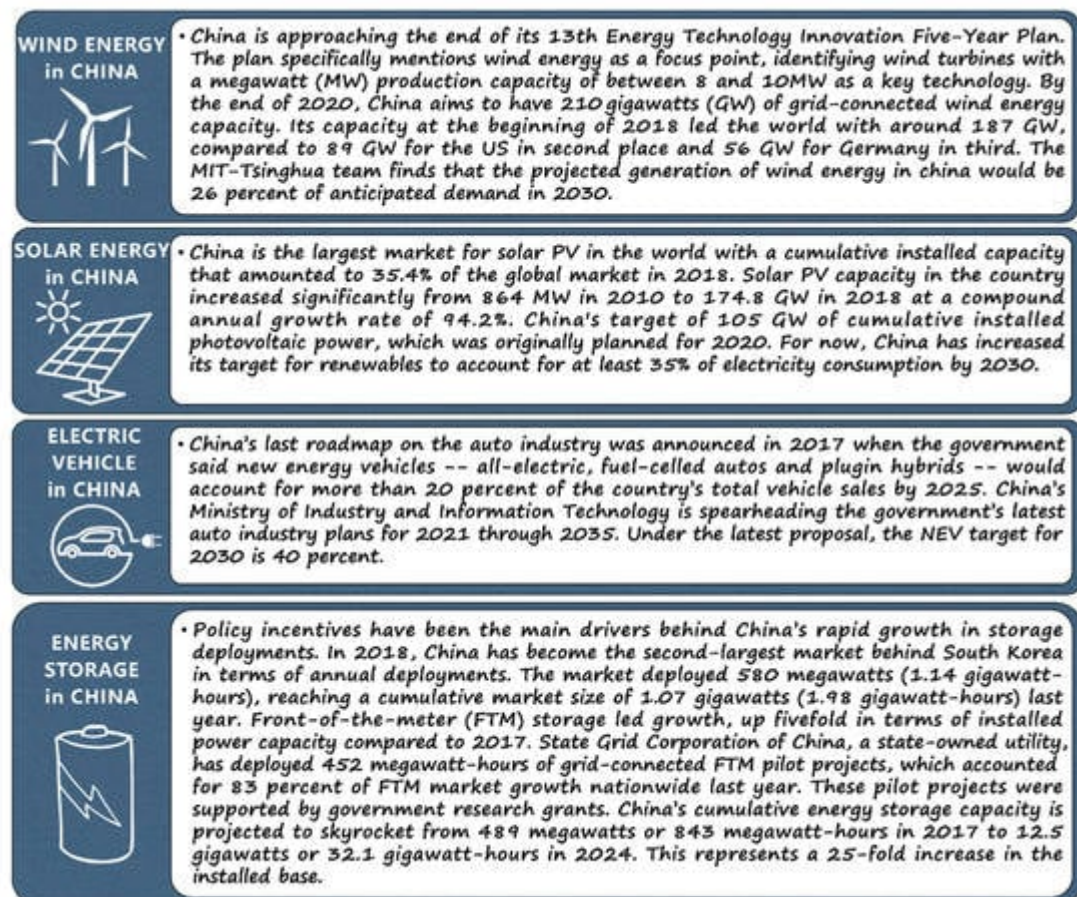 WIND ENERGY
in CHINA
• China is approaching the end of its 13th Energy Technology Innovation Five-Year Plan.
The plan specifically mentions wind energy as a focus point, identifying wind turbines with
a megawatt (MW) production capacity of between 8 and 10MW as a key technology. By
the end of 2020, China aims to have 210 gigawatts (GW) of grid-connected wind energy
capacity. Its capacity at the beginning of 2018 led the world with around 187 GW,
compared to 89 GW for the US in second place and 56 GW for Germany in third. The
MIT-Tsinghua team finds that the projected generation of wind energy in china would be
26 percent of anticipated demand in 2030.
SOLAR ENERGY
in CHINA
• China is the largest market for solar PV in the world with a cumulative installed capacity
that amounted to 35.4% of the global market in 2018. Solar PV capacity in the country
increased significantly from 864 MW in 2010 to 174.8 GW in 2018 at a compound
annual growth rate of 94.2%. China's target of 105 GW of cumulative installed
photovoltaic power, which was originally planned for 2020. For now, China has increased
its target for renewables to account for at least 35% of electricity consumption by 2030.
ELECTRIC
VEHICLE
in CHINA
• China's last roadmap on the auto industry was announced in 2017 when the government
said new energy vehicles -- all-electric, fuel-celled autos and plugin hybrids -- would
account for more than 20 percent of the country's total vehicle sales by 2025. China's
Ministry of Industry and Information Technology is spearheading the government's latest
auto industry plans for 2021 through 2035. Under the latest proposal, the NEV target for
2030 is 40 percent.
ENERGY
STORAGE
in CHINA
• Policy incentives have been the main drivers behind China's rapid growth in storage
deployments. In 2018, China has become the second-largest market behind South Korea
in terms of annual deployments. The market deployed 580 megawatts (1.14 gigawatt-
hours), reaching a cumulative market size of 1.07 gigawatts (1.98 gigawatt-hours) last
year. Front-of-the-meter (FTM) storage led growth, up fivefold in terms of installed
power capacity compared to 2017. State Grid Corporation of China, a state-owned utility,
has deployed 452 megawatt-hours of grid-connected FTM pilot projects, which accounted
for 83 percent of FTM market growth nationwide last year. These pilot projects were
supported by government research grants. China's cumulative energy storage capacity is
projected to skyrocket from 489 megawatts or 843 megawatt-hours in 2017 to 12.5
gigawatts or 32.1 gigawatt-hours in 2024. This represents a 25-fold increase in the
installed base.